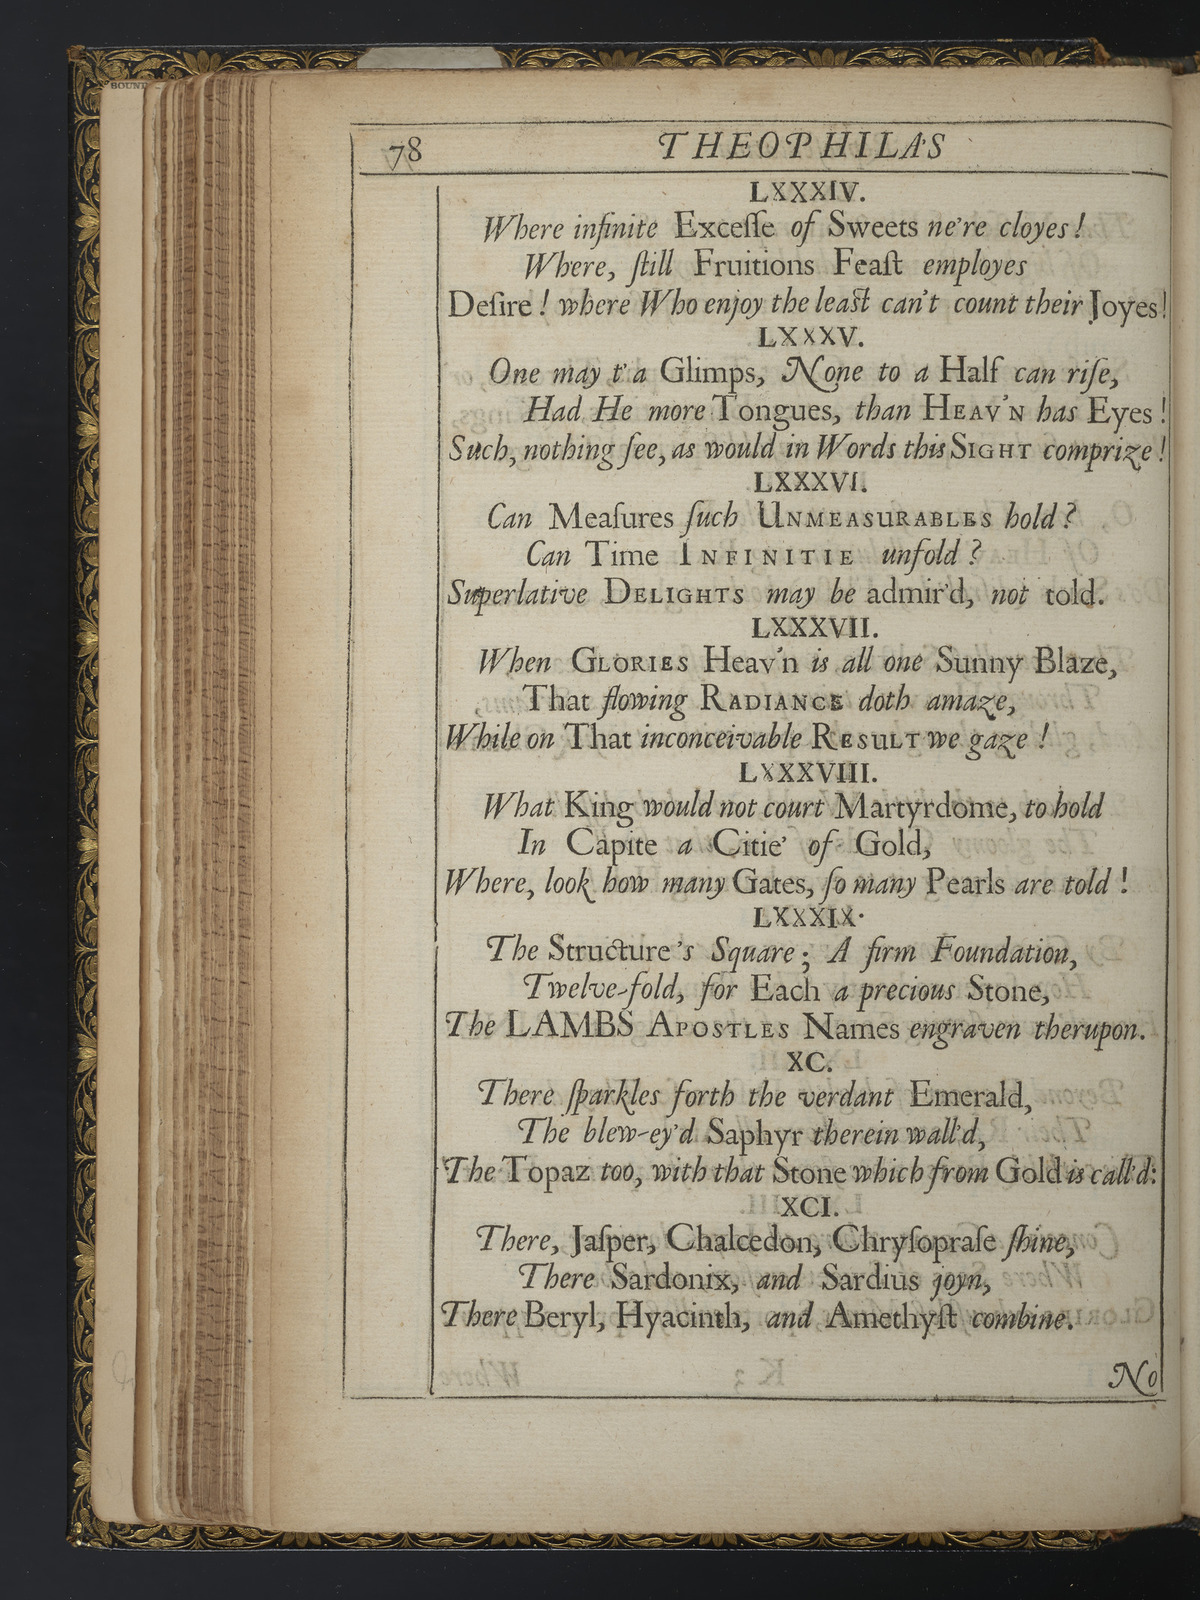 BOUND
78 THEOPHILA'S
LXXXIV.
Where infinite Exceſſe of Sweets ne're cloyes!
Where, ſtill Fruitions Feaſt employes
Deſire! where Who enjoy the leaſt can't count their Joyes!
LXXXV.
One may t'a Glimps, None to a Half can riſe,
Had He more Tongues, than HEAV'N has Eyes!
Such, nothing ſee, as would in Words this SIGHT comprize!
LXXXVI.
Can Meaſures ſuch UNMEASURABLES hold?
Can Time INFINITIE unfold?
Superlative DELIGHTS may be admir'd, not told.
LXXXVII.
When GLORIES Heav'n is all one Sunny Blaze,
That flowing RADIANCE doth amaze,
While on That inconceivable RESULT we gaze!
LXXXVIII.
What King would not court Martyrdome, to hold
In Capite a Citie' of Gold,
Where, look how many Gates, ſo many Pearls are told!
LXXXIX.
The Structure's Square; A firm Foundation,
Twelve-fold, for Each a precious Stone,
The LAMBS APOSTLES Names engraven therupon.
XC.
There ſparkles forth the verdant Emerald,
The blew-ey'd Saphyr therein wall'd,
The Topaz too, with that Stone which from Gold is call'd:
XCI.
There, Jaſper, Chalcedon, Chryſopraſe ſhine,
There Sardonix, and Sardius joyn,
There Beryl, Hyacinth, and Amethyſt combine.
No